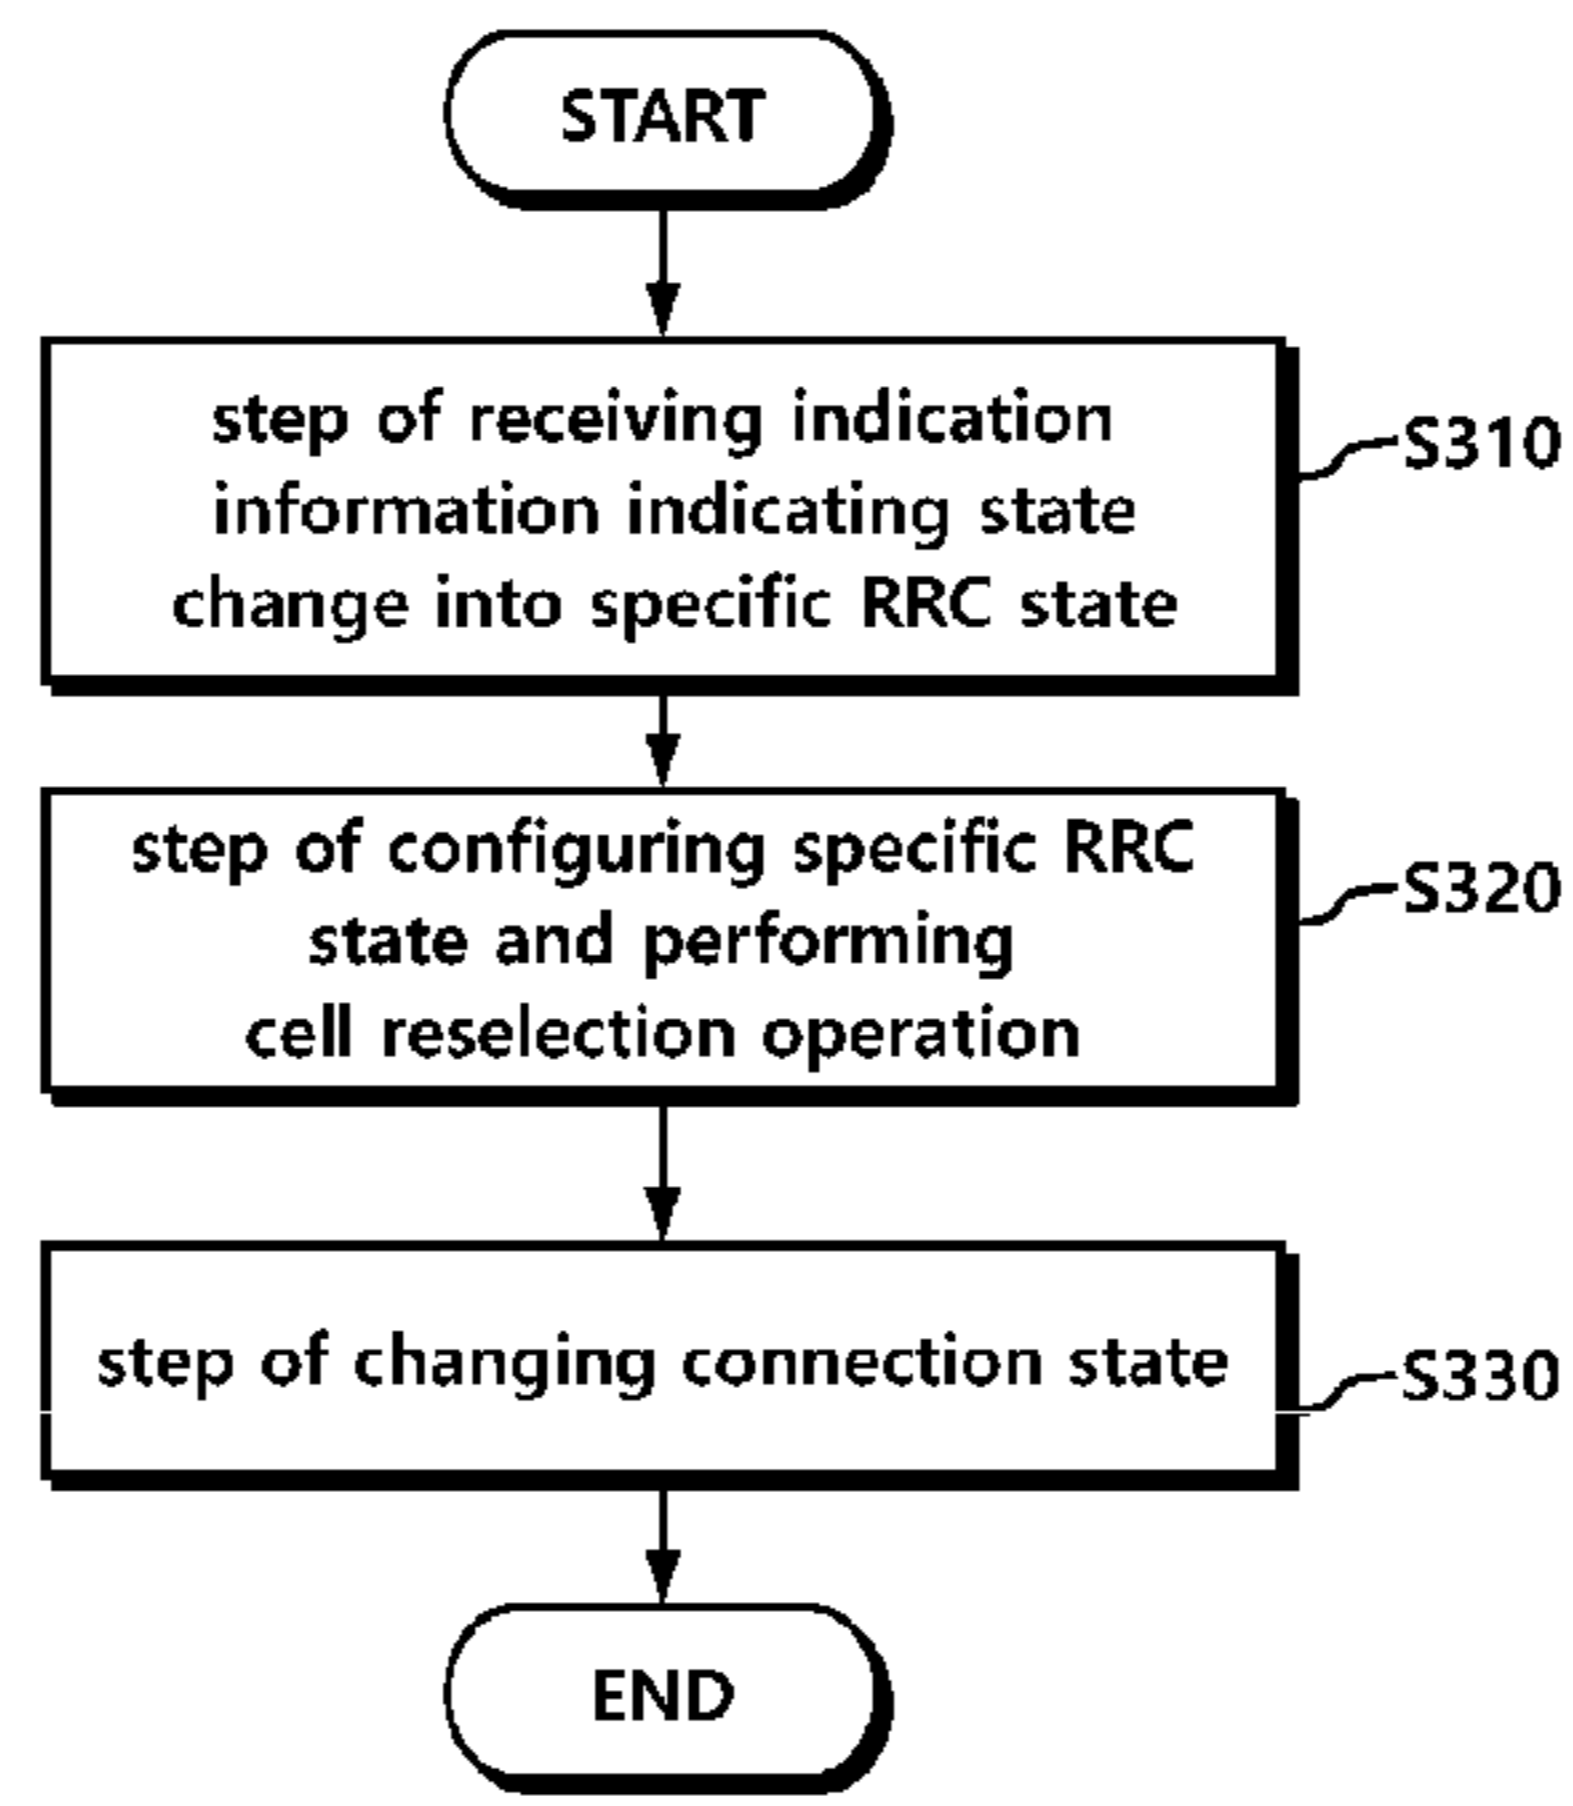 START
step of receiving indication
information indicating state
change into specific RRC state
S310
step of configuring specific RRC
state and performing
cell reselection operation
S320
step of changing connection state
S330
END